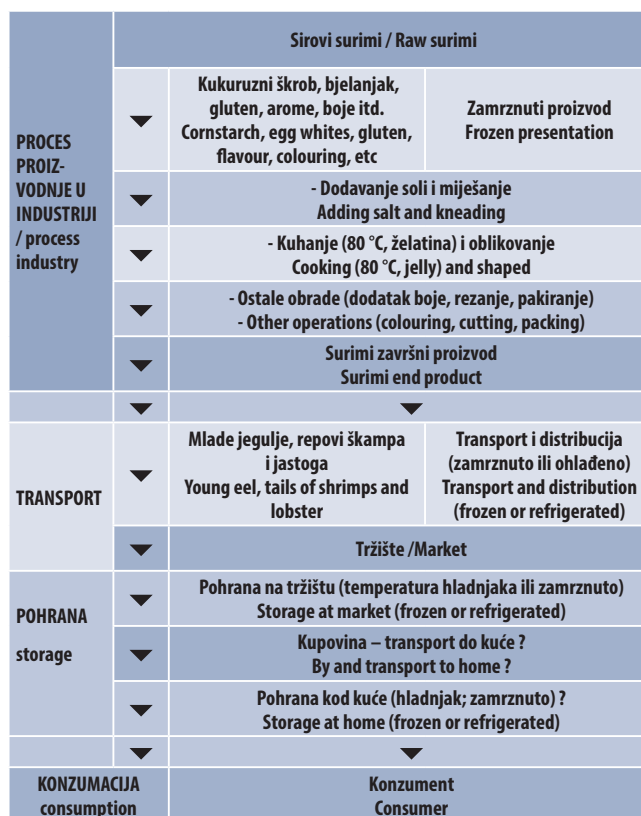 Sirovi surimi / Raw surimi
PROCES
PROIZ-
VODNJE U
INDUSTRIJI
/ process
industry
Kukuruzni škrob, bjelanjak,
gluten, arome, boje itd.
Cornstarch, egg whites, gluten,
flavour, colouring, etc
Zamrznuti proizvod
Frozen presentation
- Dodavanje soli i miješanje
Adding salt and kneading
- Kuhanje (80 °C, želatina) i oblikovanje
Cooking (80 °C, jelly) and shaped
- Ostale obrade (dodatak boje, rezanje, pakiranje)
- Other operations (colouring, cutting, packing)
Surimi završni proizvod
Surimi end product
TRANSPORT
Mlade jegulje, repovi škampa
i jastoga
Young eel, tails of shrimps and
lobster
Transport i distribucija
(zamrznuto ili ohlađeno)
Transport and distribution
(frozen or refrigerated)
Tržište /Market
POHRANA
storage
Pohrana na tržištu (temperatura hladnjaka ili zamrznuto)
Storage at market (frozen or refrigerated)
Kupovina – transport do kuće ?
By and transport to home ?
Pohrana kod kuće (hladnjak; zamrznuto) ?
Storage at home (frozen or refrigerated)
KONZUMACIJA
consumption
Konzument
Consumer